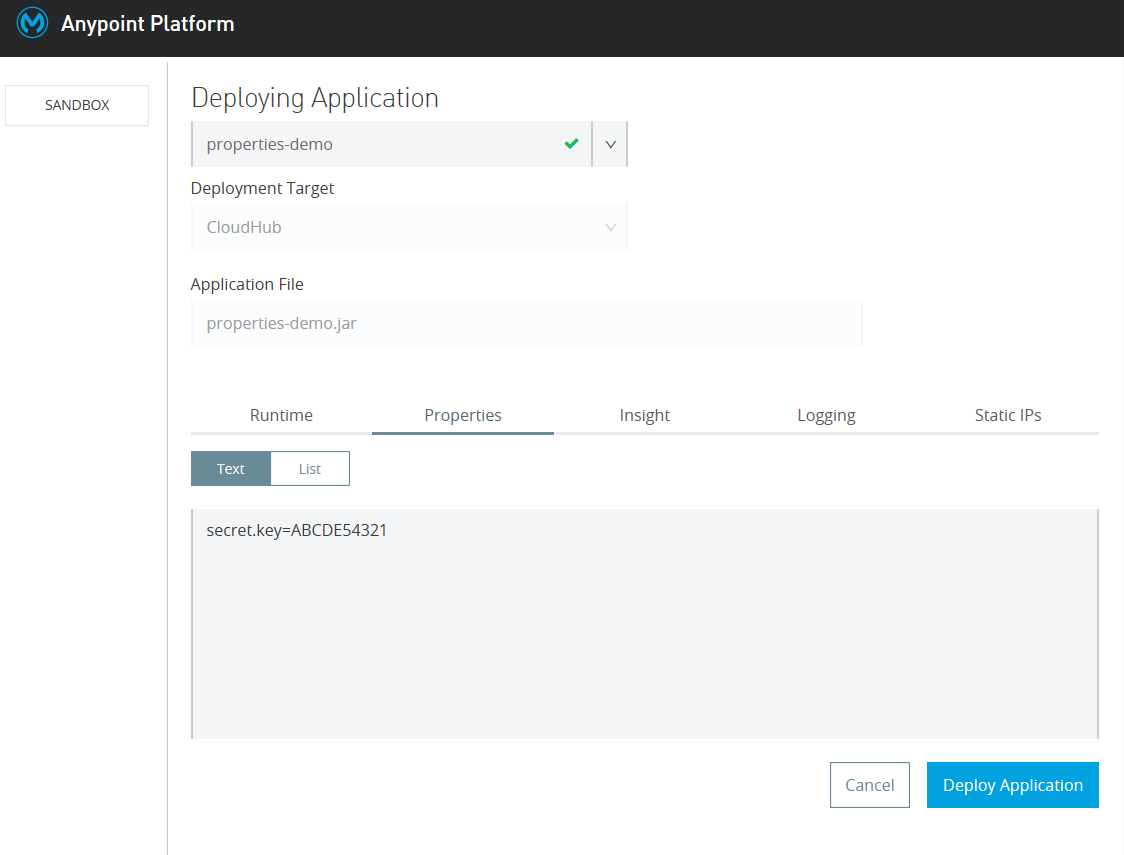 Anypoint Platform
SANDBOX
Deploying Application
properties-demo
Deployment Target
CloudHub
Application File
properties-demo.jar
Runtime Properties Insight Logging Static IPs
Text List
secret.key=ABCDE54321
Cancel Deploy Application